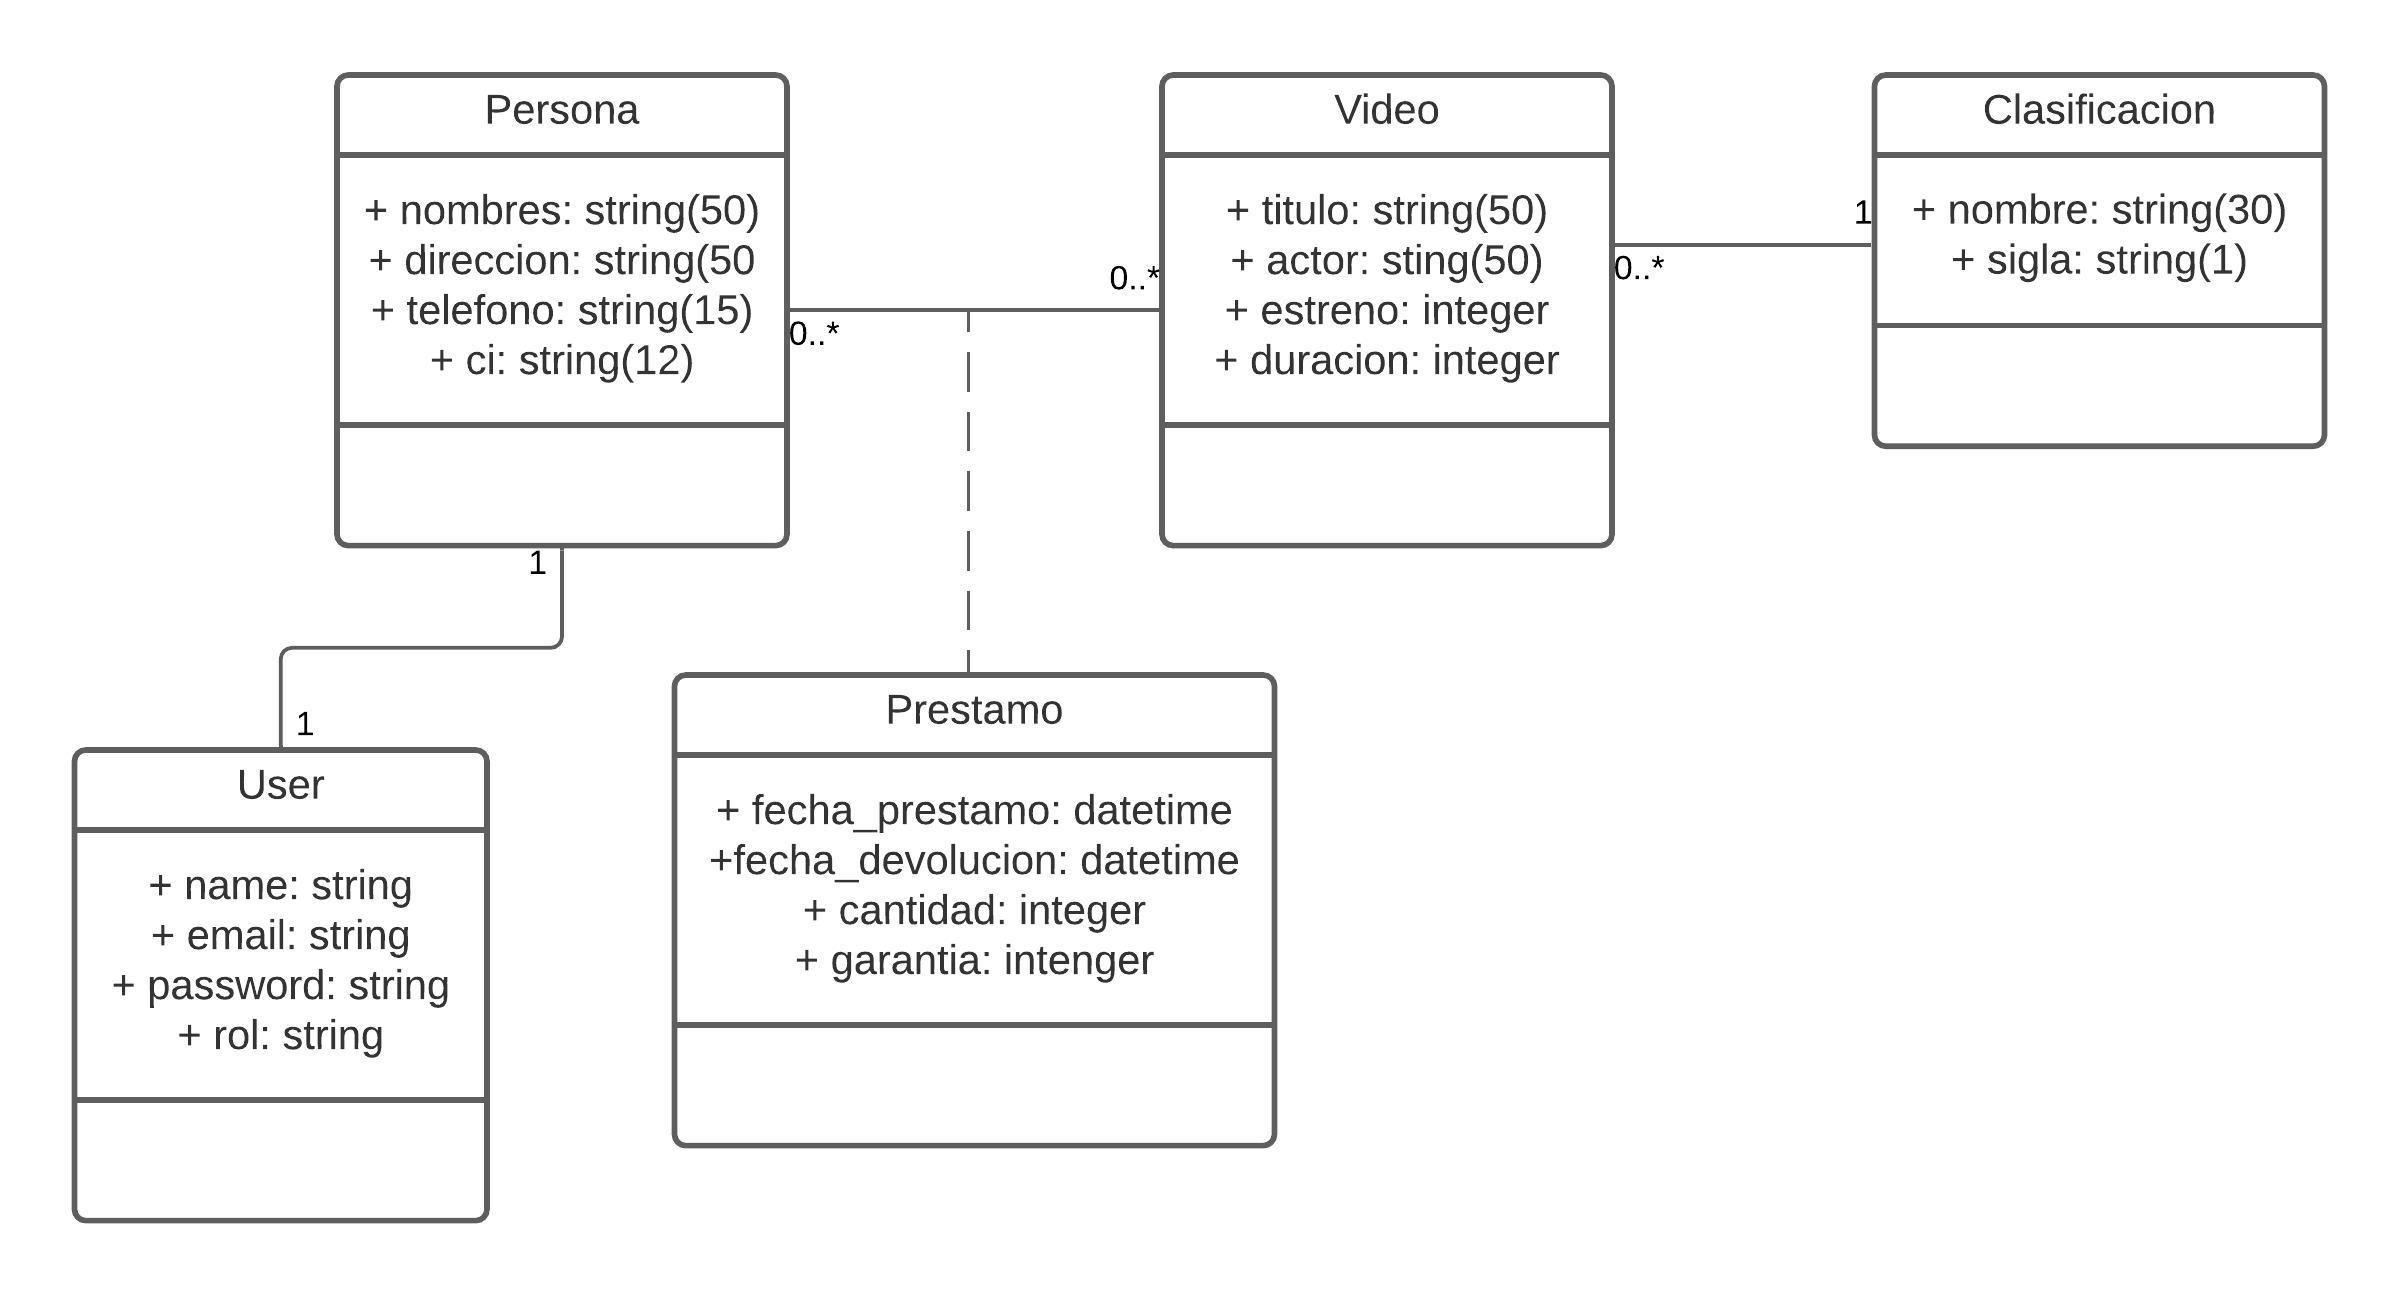 Persona
+ nombres: string(50)
+ direccion: string(50
+ telefono: string(15)
+ ci: string(12)
0..*
0..*
Video
+ titulo: string(50)
+ actor: sting(50)
+ estreno: integer
+ duracion: integer
0..*
1
Clasificacion
+ nombre: string(30)
+ sigla: string(1)
1
1
User
+ name: string
+ email: string
+ password: string
+ rol: string
Prestamo
+ fecha_prestamo: datetime
+fecha_devolucion: datetime
+ cantidad: integer
+ garantia: intenger